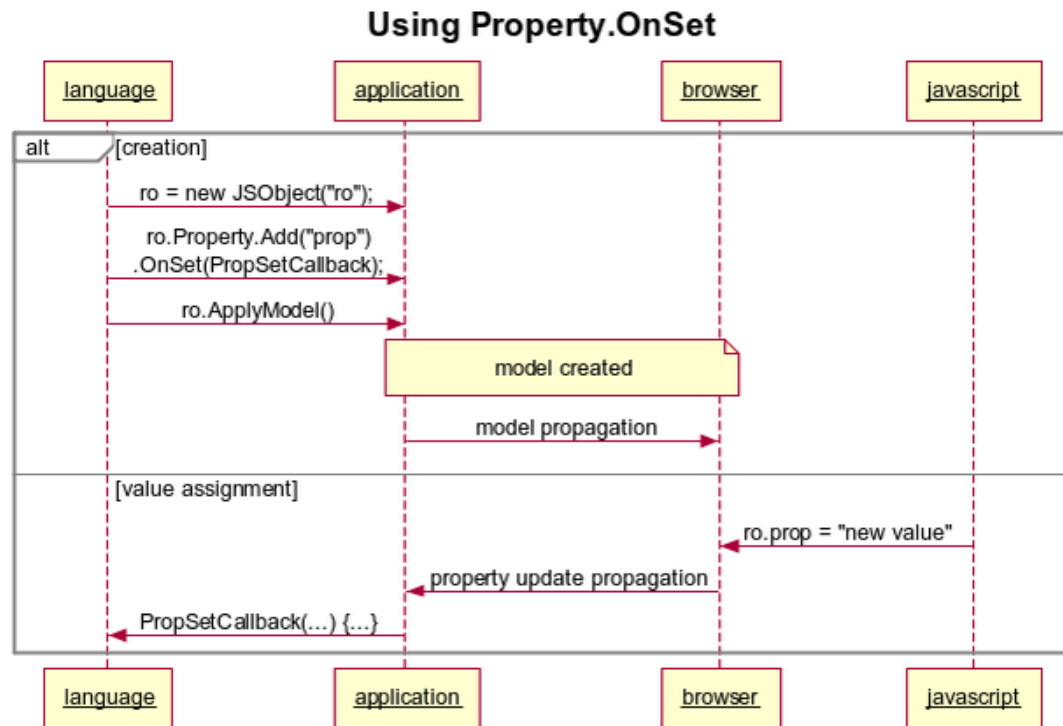 Using Property.OnSet
language
application
browser
javascript
alt
[creation]
ro = new JSObject("ro");
ro.Property.Add("prop")
.OnSet(PropSetCallback);
ro.ApplyModel()
model created
model propagation
[value assignment]
ro.prop = "new value"
property update propagation
PropSetCallback(...) {...}
language
application
browser
javascript